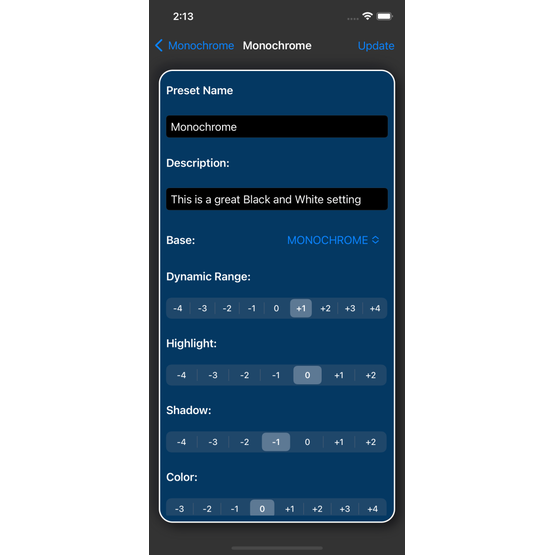 2:13
Monochrome Monochrome Update
Preset Name
Monochrome
Description:
This is a great Black and White setting
Base: MONOCHROME
Dynamic Range:
-4 -3 -2 -1 0 +1 +2 +3 +4
Highlight:
-4 -3 -2 -1 0 +1 +2
Shadow:
-4 -3 -2 -1 0 +1 +2
Color:
-3 -2 -1 0 +1 +2 +3 +4